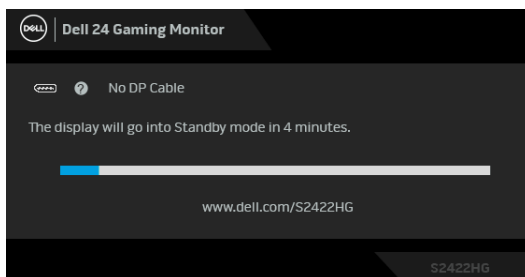 DELL
Dell 24 Gaming Monitor
? No DP Cable
The display will go into Standby mode in 4 minutes.
www.dell.com/S2422HG
S2422HG